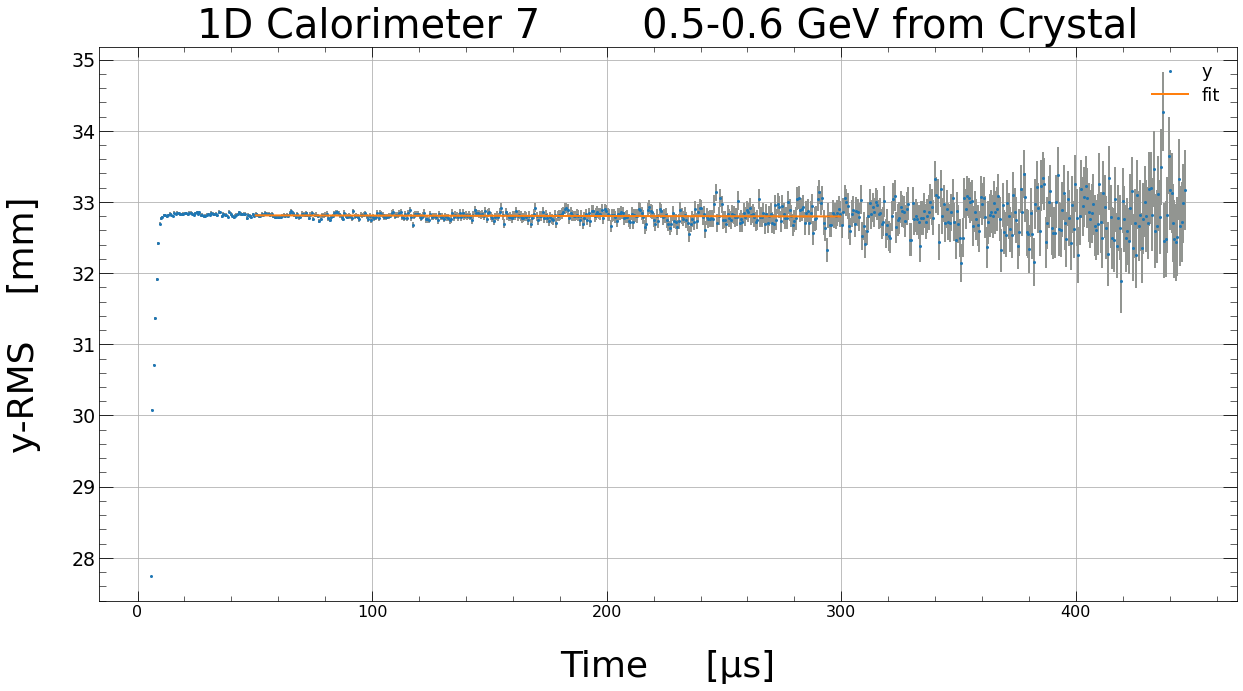 1D Calorimeter 7 0.5-0.6 GeV from Crystal
y
fit
35
34
33
32
31
30
29
28
y-RMS [mm]
0 100 200 300 400
Time [μs]